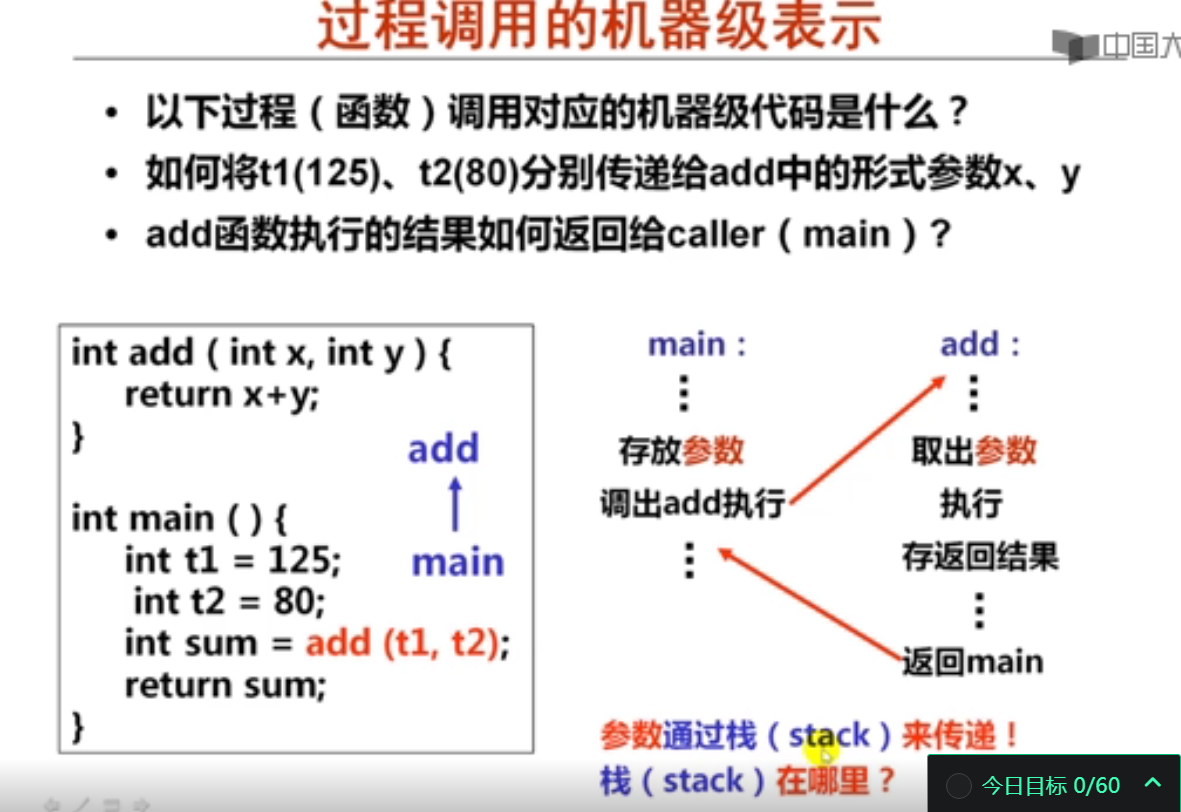 过程调用的机器级表示
中国大
• 以下过程（函数）调用对应的机器级代码是什么？
• 如何将t1(125)、t2(80)分别传递给add中的形式参数x、y
• add函数执行的结果如何返回给caller（main）?
int add ( int x, int y ) {
return x+y;
}
int main ( ) {
int t1 = 125;
int t2 = 80;
int sum = add (t1, t2);
return sum;
}
add
main
main：
存放参数
调出add执行
add：
取出参数
执行
存返回结果
返回main
参数通过栈（stack）来传递！
栈（stack）在哪里？
今日目标 0/60